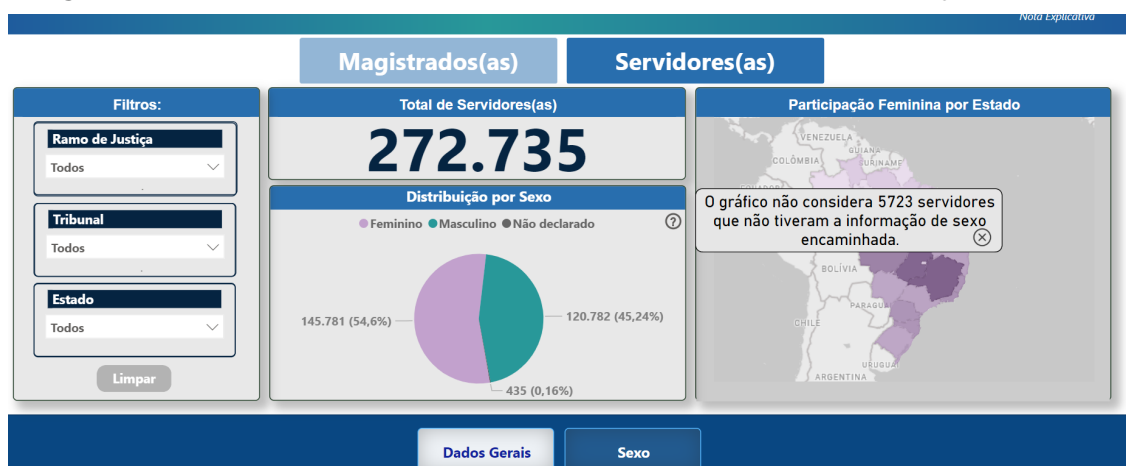 Nota Explicativa
Magistrados(as)
Servidores(as)
Filtros:
Ramo de Justiça
Todos
Tribunal
Todos
Estado
Todos
Limpar
Total de Servidores(as)
272.735
Distribuição por Sexo
Feminino Masculino Não declarado
?
145.781 (54,6%)
120.782 (45,24%)
435 (0,16%)
Participação Feminina por Estado
VENEZUELA
GUIANA
COLÔMBIA
SURINAME
O gráfico não considera 5723 servidores
que não tiveram a informação de sexo
encaminhada.
BOLÍVIA
CHILE
ARGENTINA
Dados Gerais
Sexo